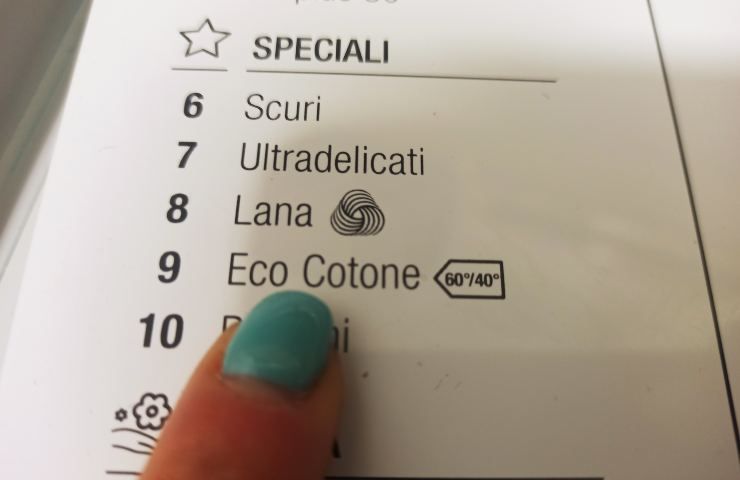 SPECIALI
6 Scuri
7 Ultradelicati
8 Lana
9 Eco Cotone 60°/40°
10